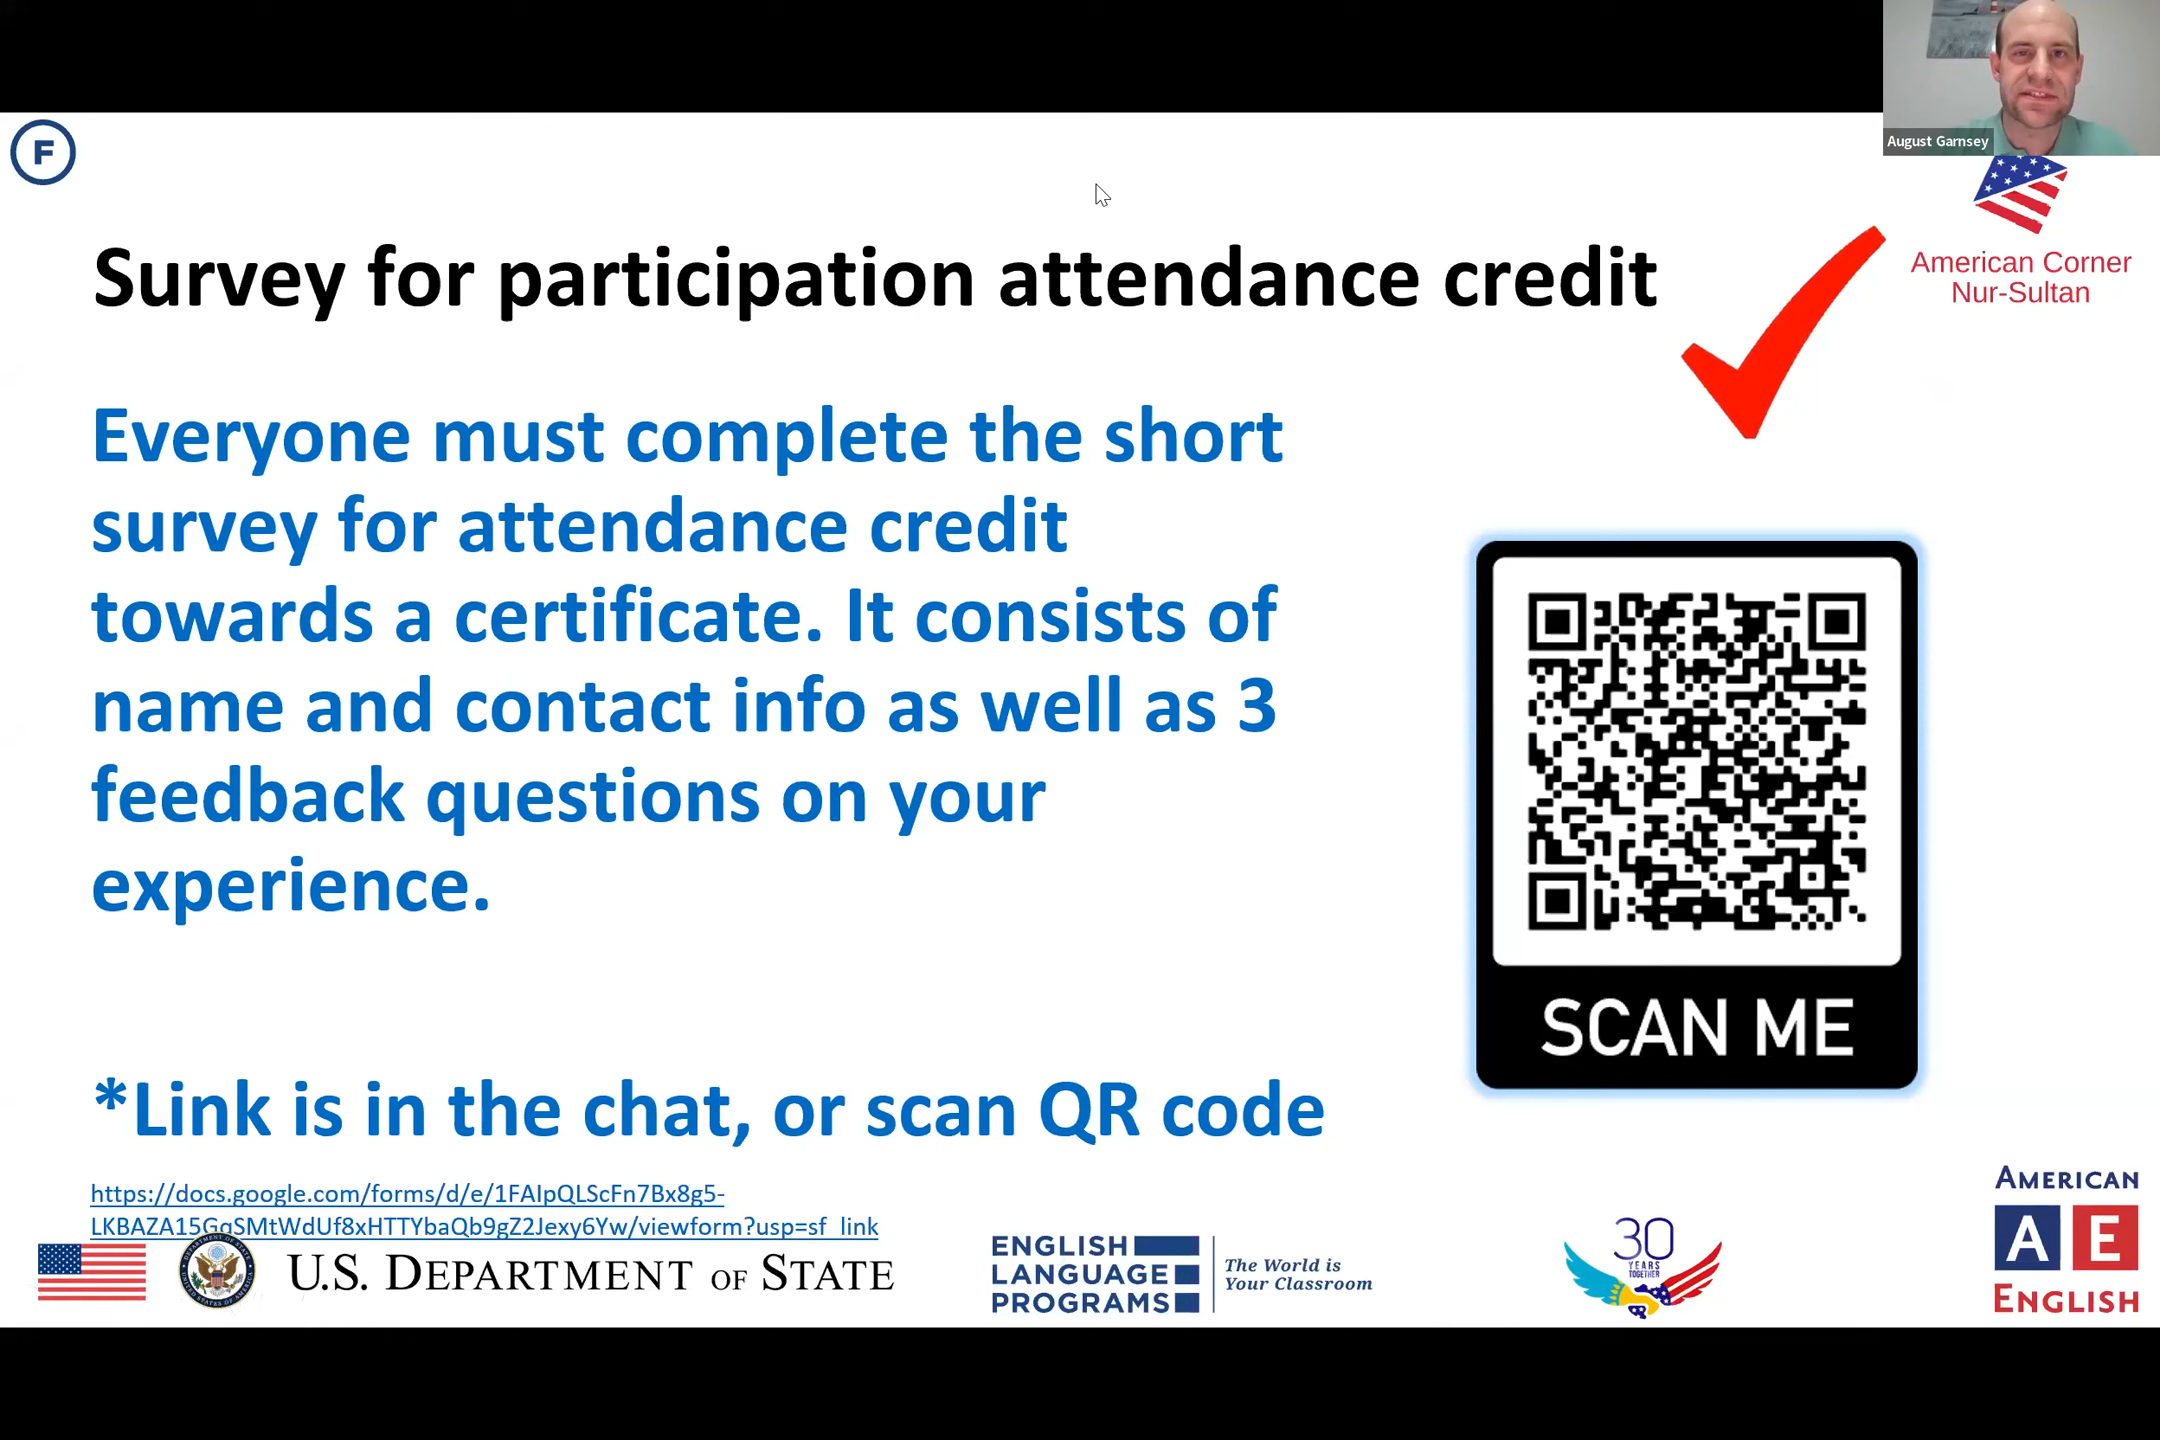 F
August Garnsey
American Corner
Nur-Sultan
Survey for participation attendance credit
Everyone must complete the short
survey for attendance credit
towards a certificate. It consists of
name and contact info as well as 3
feedback questions on your
experience.
SCAN ME
*Link is in the chat, or scan QR code
https://docs.google.com/forms/d/e/1FAIpQLScFn7Bx8g5-
LKBAZA15GqSMtWdUf8xHTTYbaQb9gZ2Jexy6Yw/viewform?usp=sf_link
U.S. DEPARTMENT OF STATE
ENGLISH
LANGUAGE
PROGRAMS
The World is
Your Classroom
30
YEARS
TOGETHER
AMERICAN
A E
ENGLISH